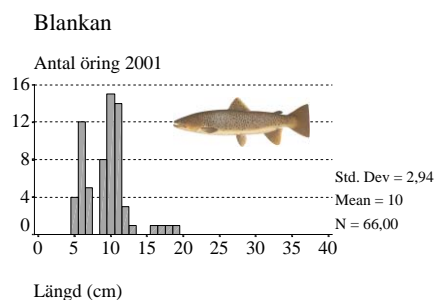 Blankan
Antal öring 2001
16
12
8
4
0
Std. Dev = 2,94
Mean = 10
N = 66,00
0 5 10 15 20 25 30 35 40
Längd (cm)